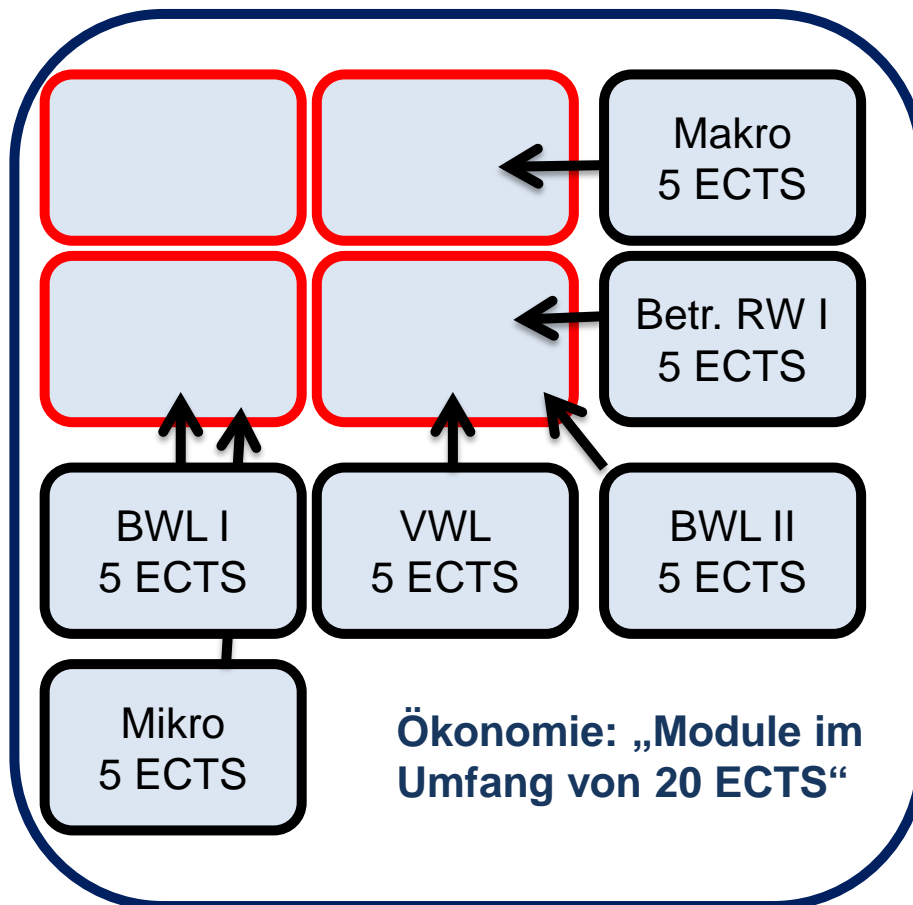 Makro
5 ECTS
Betr. RW I
5 ECTS
BWL I
5 ECTS
VWL
5 ECTS
BWL II
5 ECTS
Mikro
5 ECTS
Ökonomie: „Module im
Umfang von 20 ECTS“